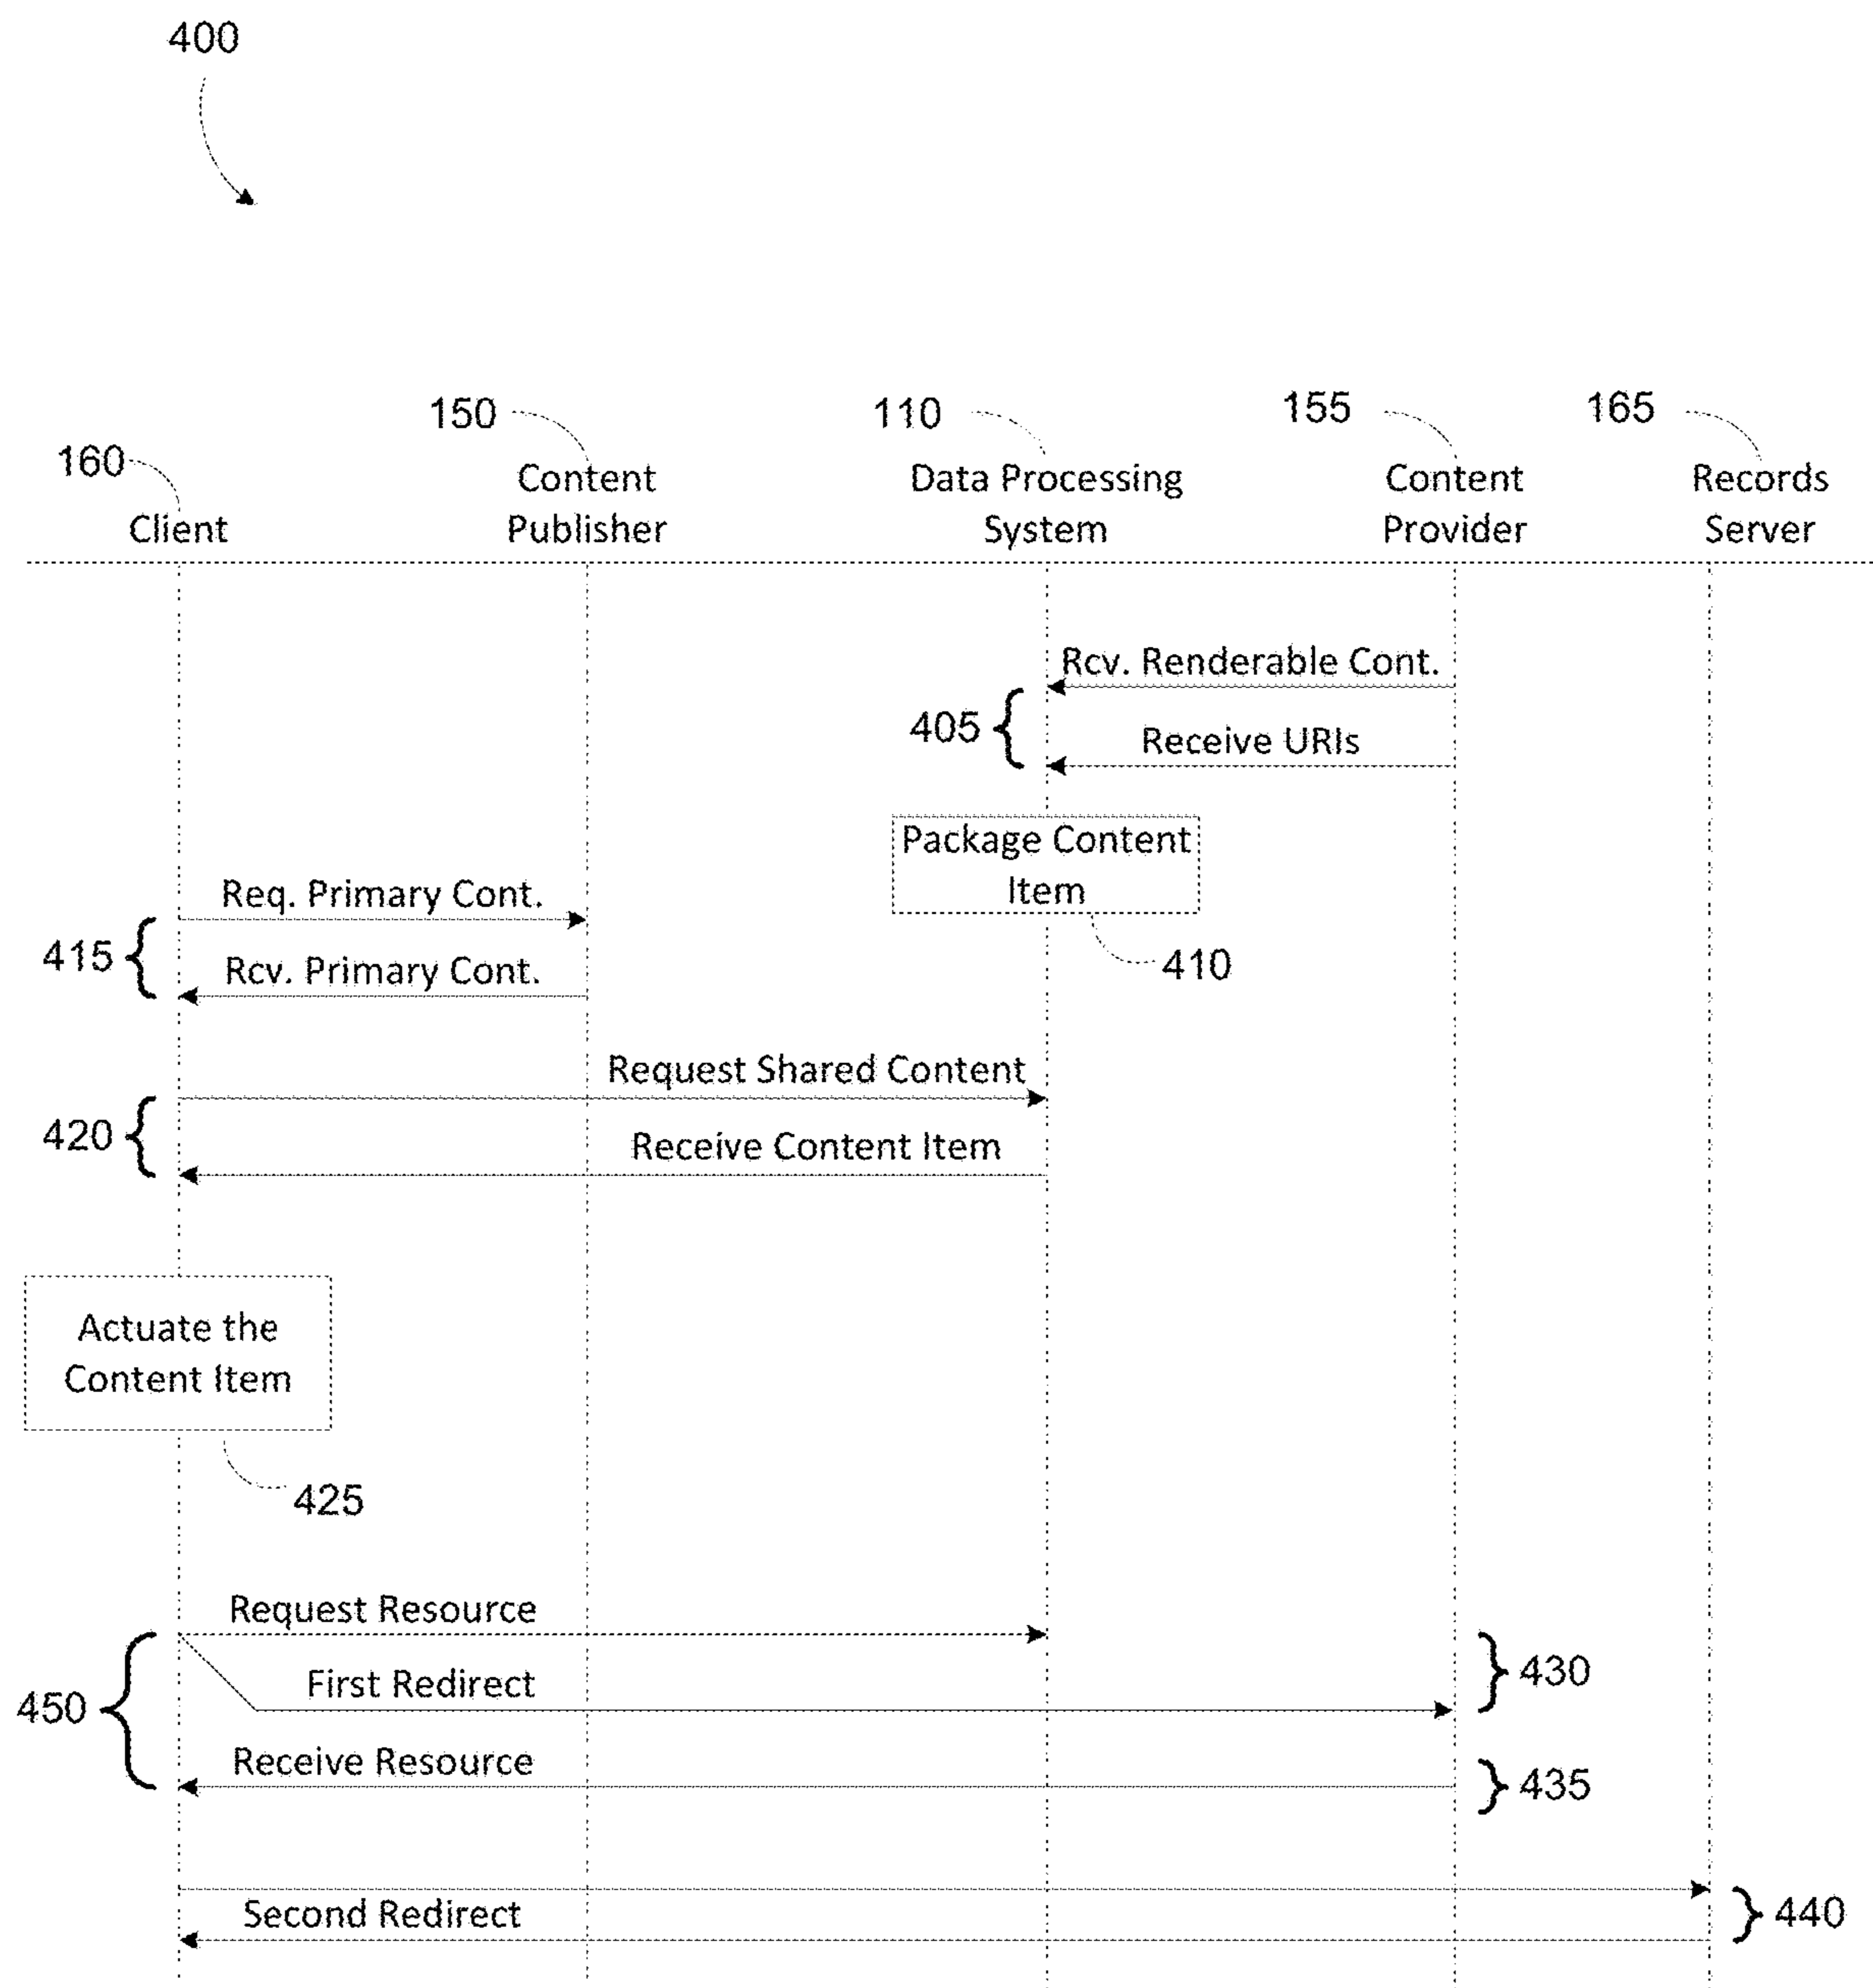 400
150
110
155
165
160
Content
Data Processing
Content
Records
Client
Publisher
System
Provider
Server
Rcv. Renderable Cont.
405
Receive URIs
Package Content
Item
410
Req. Primary Cont.
415
Rcv. Primary Cont.
Request Shared Content
420
Receive Content Item
Actuate the
Content Item
425
Request Resource
430
First Redirect
450
Receive Resource
435
Second Redirect
440